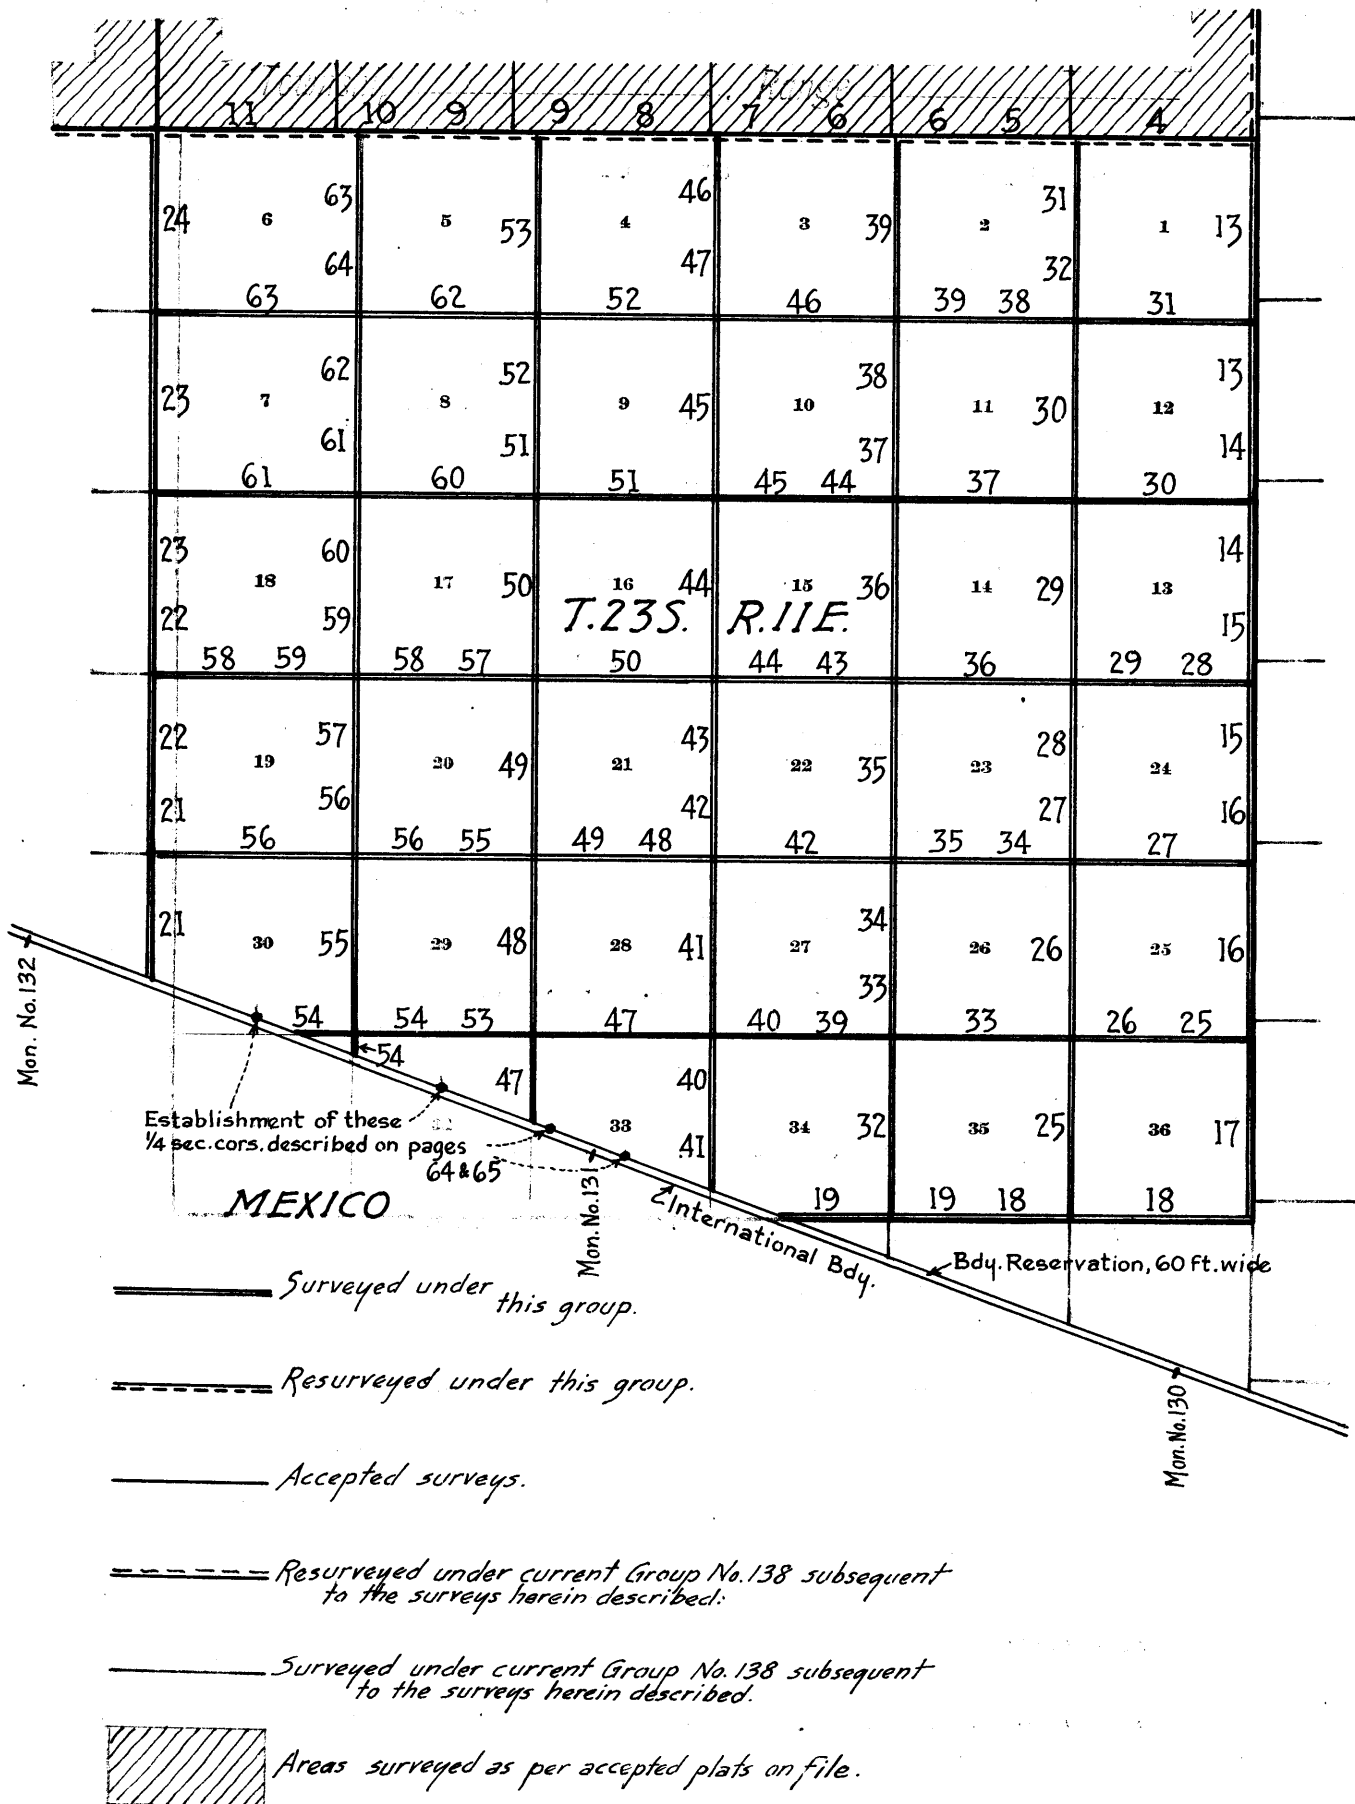 Township Range
11 10 9 9 8 7 6 6 5 4
63 46 31
24 6 5 53 4 3 39 2 1 13
64 47 32
63 62 52 46 39 38 31
62 52 38 13
23 7 8 9 45 10 11 30 12
61 51 37 14
61 60 51 45 44 37 30
23 60 14
18 17 50 16 44 15 36 14 29 13
22 59 15
T.23S. R.11E.
58 59 58 57 50 44 43 36 29 28
22 57 43 28 15
19 20 49 21 22 35 23 24
21 56 42 27 16
56 56 55 49 48 42 35 34 27
21 34
30 55 29 48 28 41 27 26 26 25 16
33
54 54 53 47 40 39 33 26 25
54
47 40
32 33 34 32 35 25 36 17
41
19 19 18 18
Mon. No.132
Establishment of these
1/4 sec.cors. described on pages
64&65
MEXICO
Mon. No.131
International Bdy.
Bdy. Reservation, 60 ft. wide
Mon. No.130
Surveyed under
this group.
Resurveyed under this group.
Accepted surveys.
Resurveyed under current Group No. 138 subsequent
to the surveys herein described:
Surveyed under current Group No. 138 subsequent
to the surveys herein described.
Areas surveyed as per accepted plats on file.